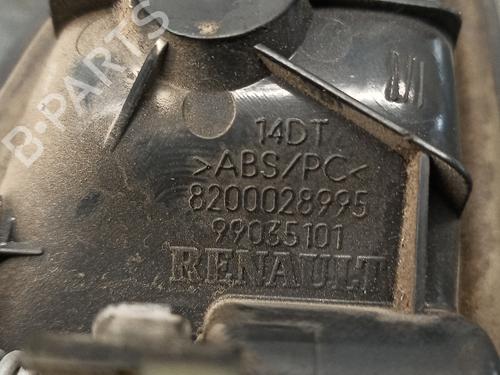 B-PARTS
14DT
>ABS/PC<
8200028995
99035101
RENAULT